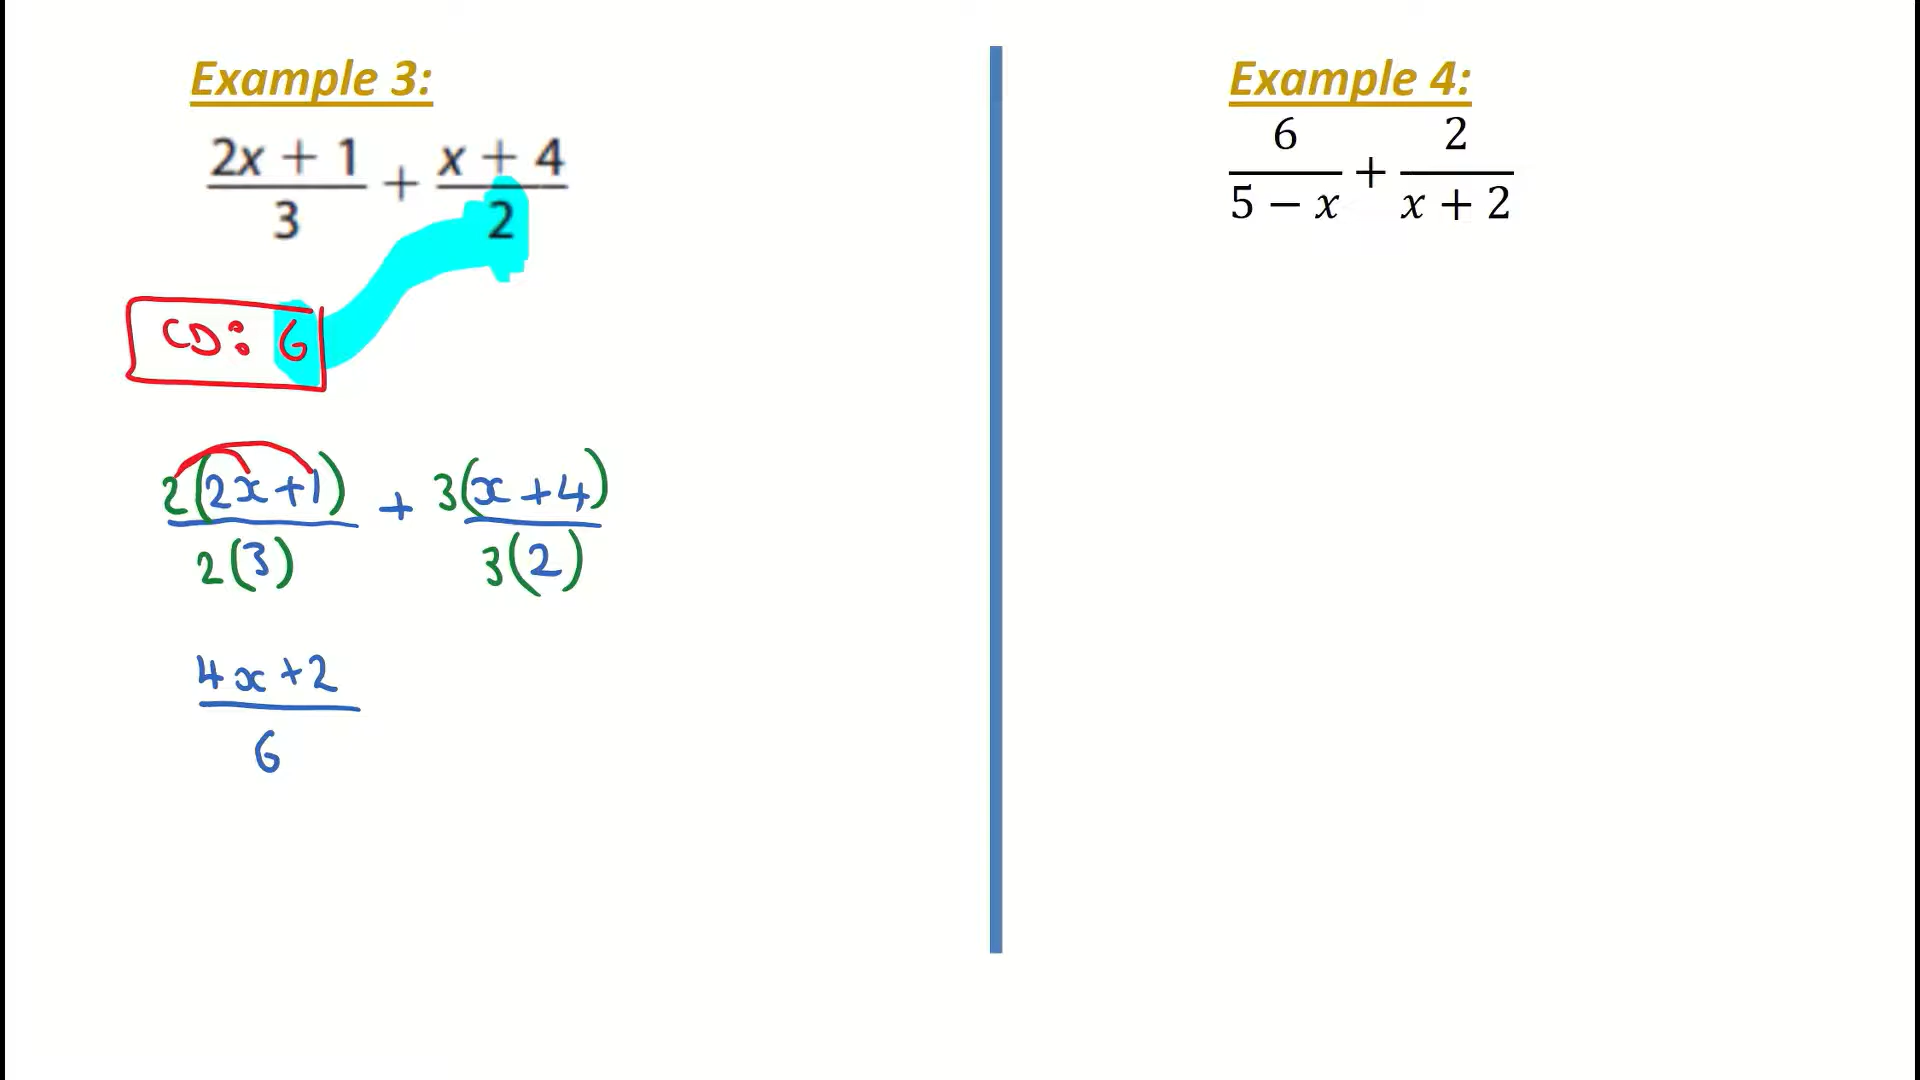 Example 3:
2x + 1
3
+
x + 4
2
CD: 6
2(2x+1)
2(3)
+
3(x+4)
3(2)
4x+2
6
Example 4:
6
5 − x
+
2
x + 2